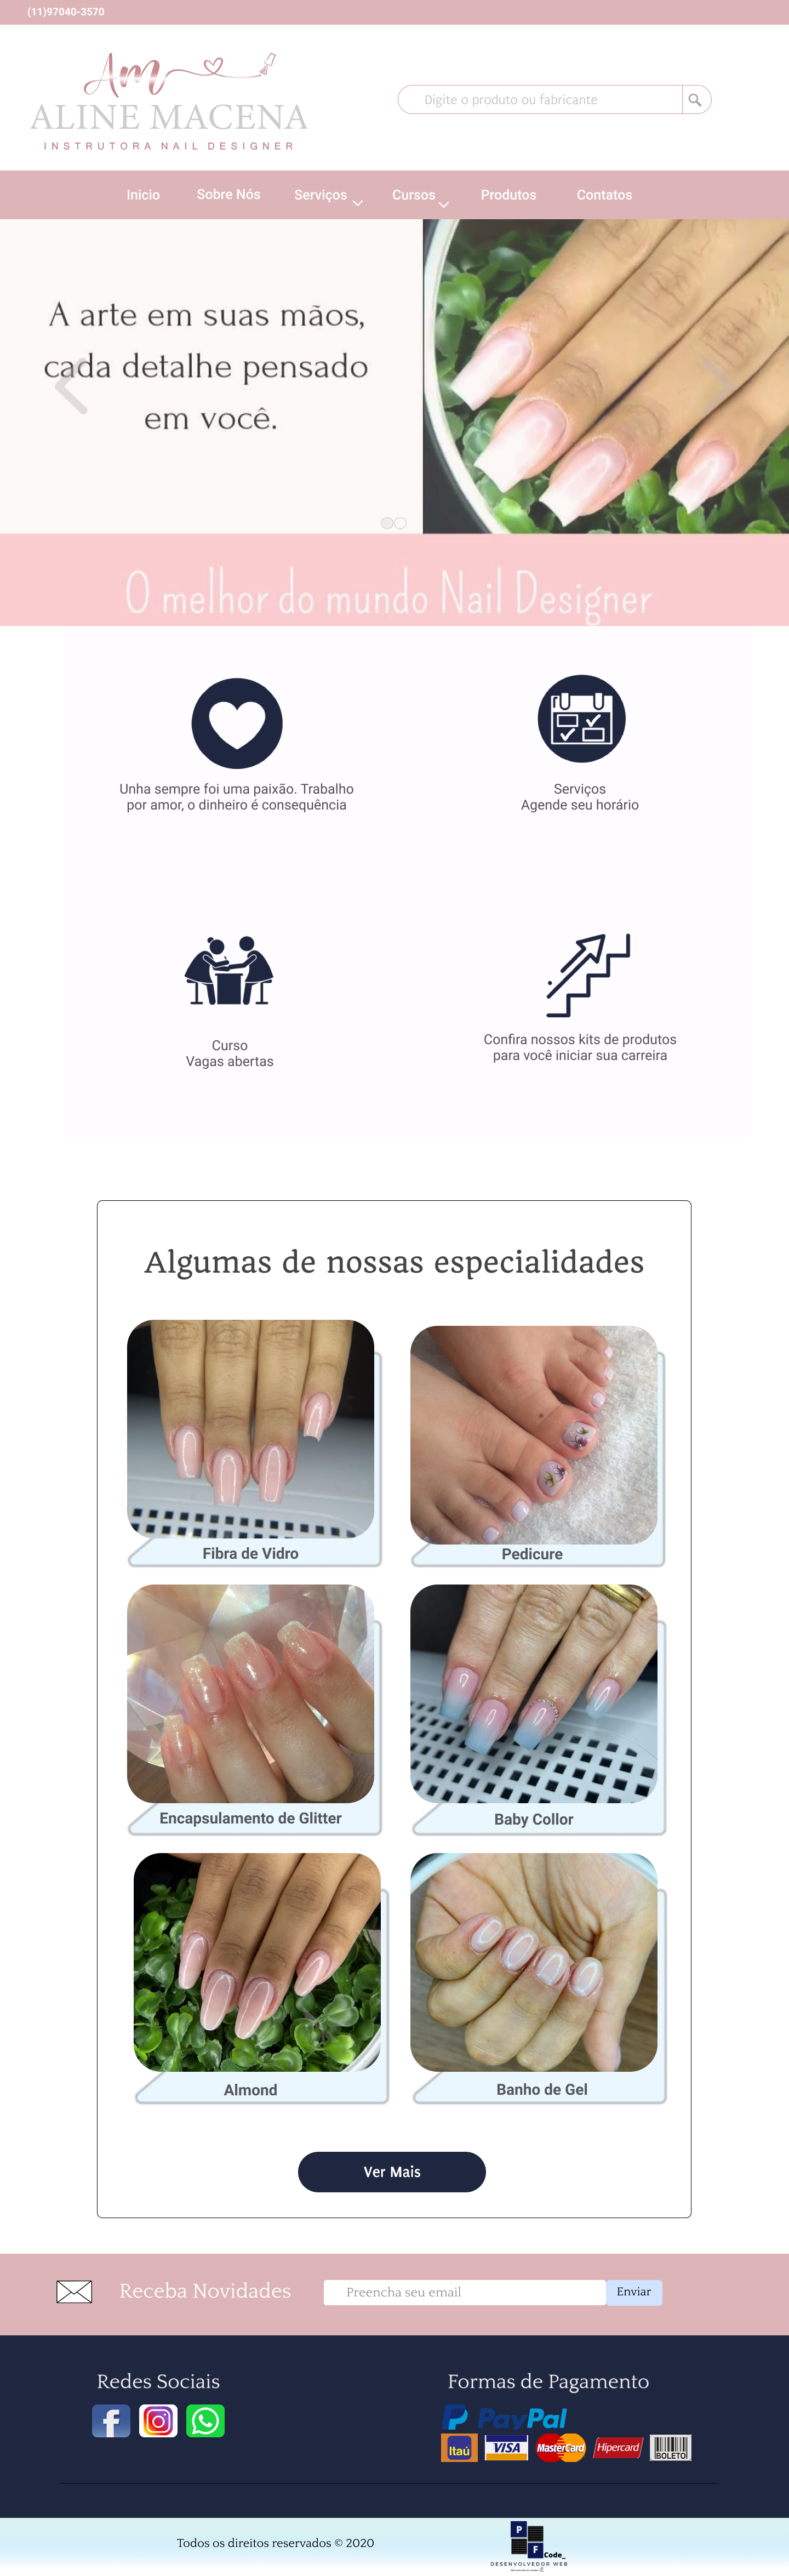 (11)97040-3570
Am
ALINE MACENA
INSTRUTORA NAIL DESIGNER
Digite o produto ou fabricante
Inicio Sobre Nós Serviços Cursos Produtos Contatos
A arte em suas mãos,
cada detalhe pensado
em você.
O melhor do mundo Nail Designer
Unha sempre foi uma paixão. Trabalho
por amor, o dinheiro é consequência
Serviços
Agende seu horário
Curso
Vagas abertas
Confira nossos kits de produtos
para você iniciar sua carreira
Algumas de nossas especialidades
Fibra de Vidro
Pedicure
Encapsulamento de Glitter
Baby Collor
Almond
Banho de Gel
Ver Mais
Receba Novidades
Preencha seu email
Enviar
Redes Sociais
Formas de Pagamento
PayPal
Itaú
VISA
MasterCard
Hipercard
BOLETO
Todos os direitos reservados © 2020
P
F
Code_
DESENVOLVEDOR WEB